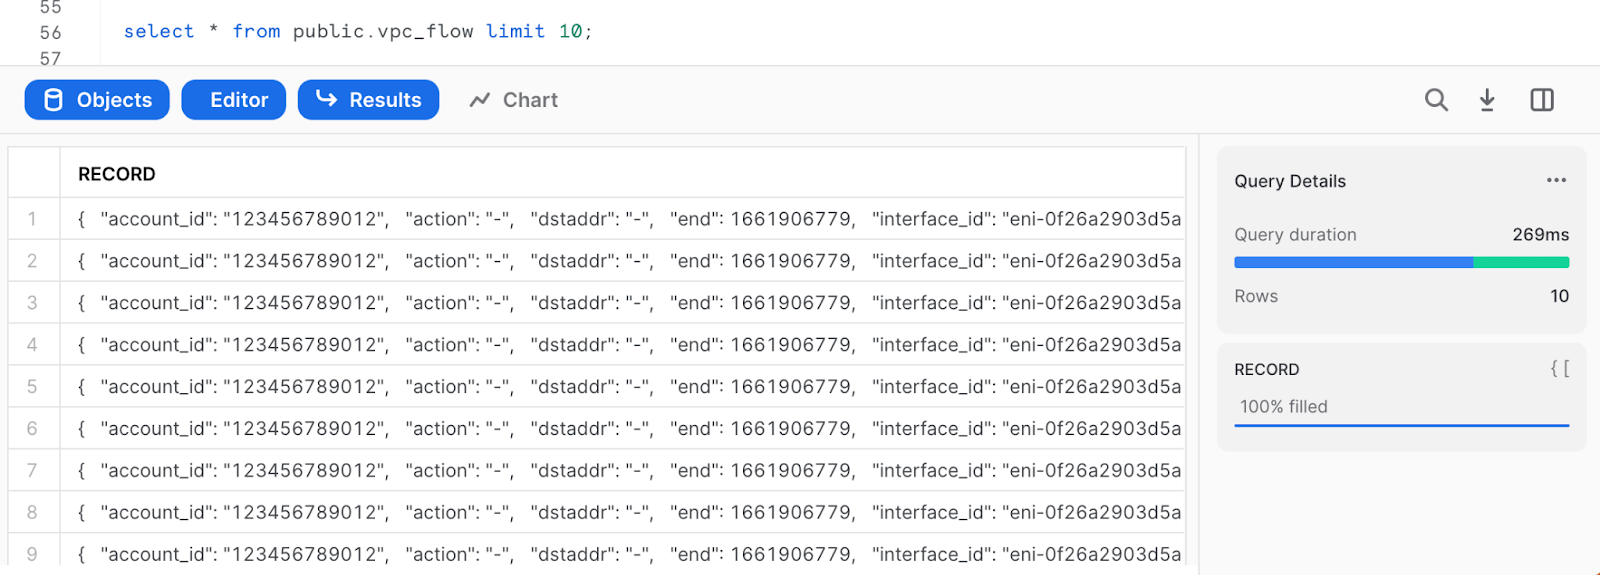 55
56 select * from public.vpc_flow limit 10;
57
Objects Editor Results Chart
RECORD
1 { "account_id": "123456789012", "action": "-", "dstaddr": "-", "end": 1661906779, "interface_id": "eni-0f26a2903d5a
2 { "account_id": "123456789012", "action": "-", "dstaddr": "-", "end": 1661906779, "interface_id": "eni-0f26a2903d5a
3 { "account_id": "123456789012", "action": "-", "dstaddr": "-", "end": 1661906779, "interface_id": "eni-0f26a2903d5a
4 { "account_id": "123456789012", "action": "-", "dstaddr": "-", "end": 1661906779, "interface_id": "eni-0f26a2903d5a
5 { "account_id": "123456789012", "action": "-", "dstaddr": "-", "end": 1661906779, "interface_id": "eni-0f26a2903d5a
6 { "account_id": "123456789012", "action": "-", "dstaddr": "-", "end": 1661906779, "interface_id": "eni-0f26a2903d5a
7 { "account_id": "123456789012", "action": "-", "dstaddr": "-", "end": 1661906779, "interface_id": "eni-0f26a2903d5a
8 { "account_id": "123456789012", "action": "-", "dstaddr": "-", "end": 1661906779, "interface_id": "eni-0f26a2903d5a
9 { "account_id": "123456789012", "action": "-", "dstaddr": "-", "end": 1661906779, "interface_id": "eni-0f26a2903d5a
Query Details ...
Query duration 269ms
Rows 10
RECORD { [
100% filled